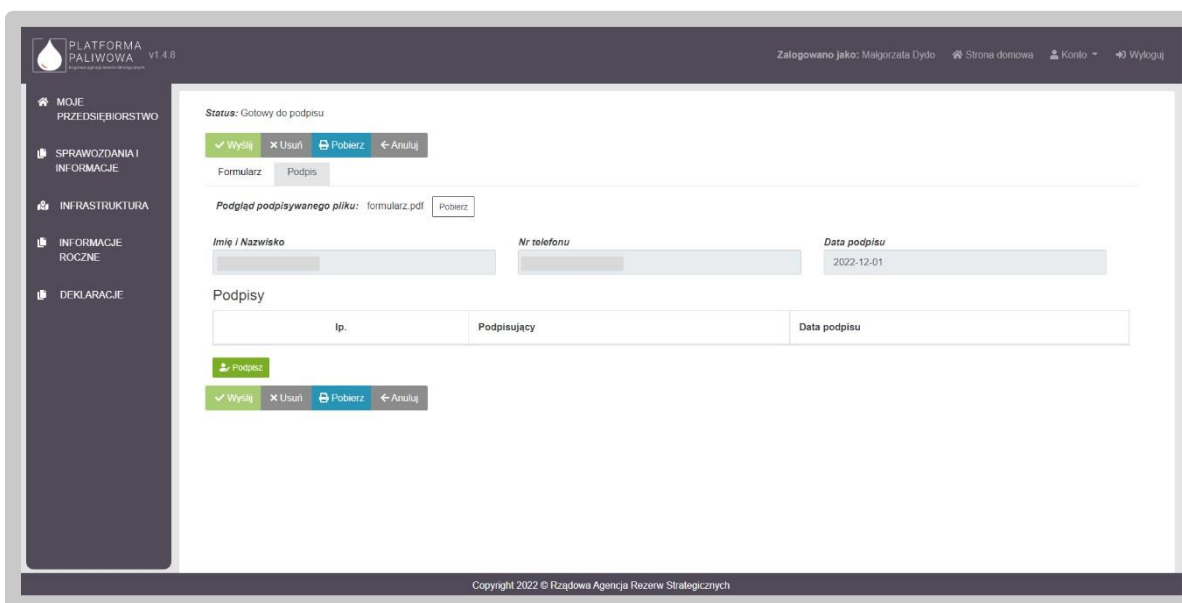 PLATFORMA
PALIWOWA v1.4.8
Zalogowano jako: Małgorzata Dydo Strona domowa Konto Wyloguj
MOJE
PRZEDSIĘBIORSTWO
SPRAWOZDANIA I
INFORMACJE
INFRASTRUKTURA
INFORMACJE
ROCZNE
DEKLARACJE
Status: Gotowy do podpisu
Wyślij Usuń Pobierz Anuluj
Formularz Podpis
Podgląd podpisywanego pliku: formularz.pdf Pobierz
Imię i Nazwisko Nr telefonu Data podpisu
2022-12-01
Podpisy
lp. Podpisujący Data podpisu
Podpisz
Wyślij Usuń Pobierz Anuluj
Copyright 2022 © Rządowa Agencja Rezerw Strategicznych